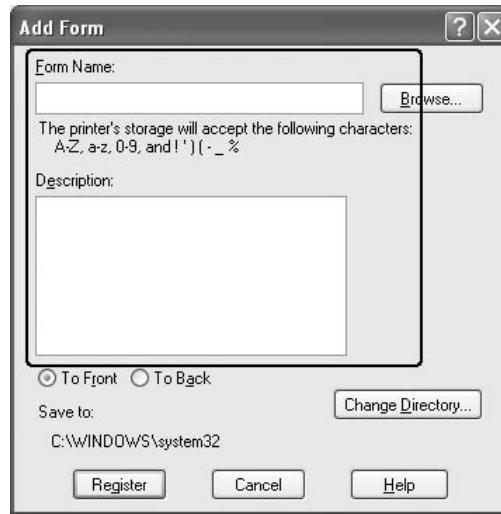 Add Form
Form Name:
Browse...
The printer's storage will accept the following characters:
A-Z, a-z, 0-9, and ! ' ) ( - _ %
Description:
To Front To Back
Save to:
Change Directory...
C:\WINDOWS\system32
Register Cancel Help